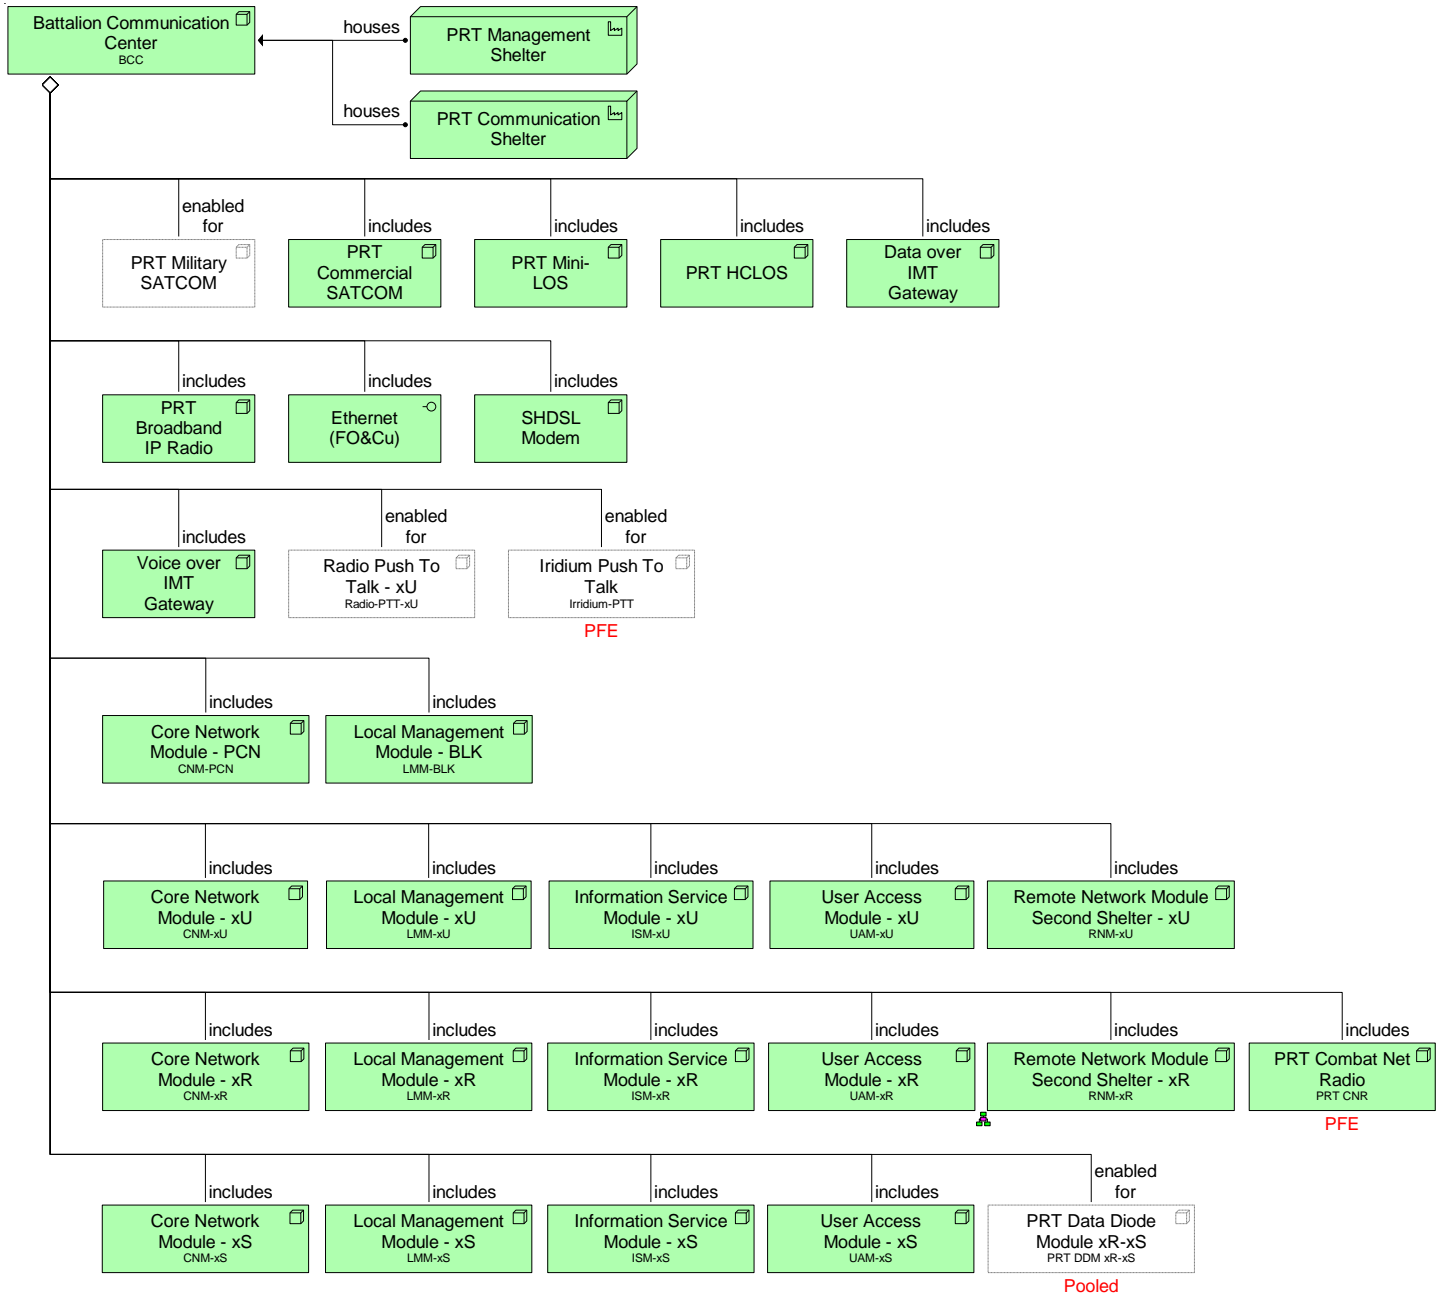 Battalion Communication
Center
BCC
houses
PRT Management
Shelter
houses
PRT Communication
Shelter
enabled
for
includes
includes
includes
includes
PRT Military
SATCOM
PRT
Commercial
SATCOM
PRT Mini-
LOS
PRT HCLOS
Data over
IMT
Gateway
includes
includes
includes
PRT
Broadband
IP Radio
Ethernet
(FO&Cu)
SHDSL
Modem
includes
enabled
for
enabled
for
Voice over
IMT
Gateway
Radio Push To
Talk - xU
Radio-PTT-xU
Iridium Push To
Talk
Irridium-PTT
PFE
includes
includes
Core Network
Module - PCN
CNM-PCN
Local Management
Module - BLK
LMM-BLK
includes
includes
includes
includes
includes
Core Network
Module - xU
CNM-xU
Local Management
Module - xU
LMM-xU
Information Service
Module - xU
ISM-xU
User Access
Module - xU
UAM-xU
Remote Network Module
Second Shelter - xU
RNM-xU
includes
includes
includes
includes
includes
includes
Core Network
Module - xR
CNM-xR
Local Management
Module - xR
LMM-xR
Information Service
Module - xR
ISM-xR
User Access
Module - xR
UAM-xR
Remote Network Module
Second Shelter - xR
RNM-xR
PRT Combat Net
Radio
PRT CNR
PFE
includes
includes
includes
includes
enabled
for
Core Network
Module - xS
CNM-xS
Local Management
Module - xS
LMM-xS
Information Service
Module - xS
ISM-xS
User Access
Module - xS
UAM-xS
PRT Data Diode
Module xR-xS
PRT DDM xR-xS
Pooled